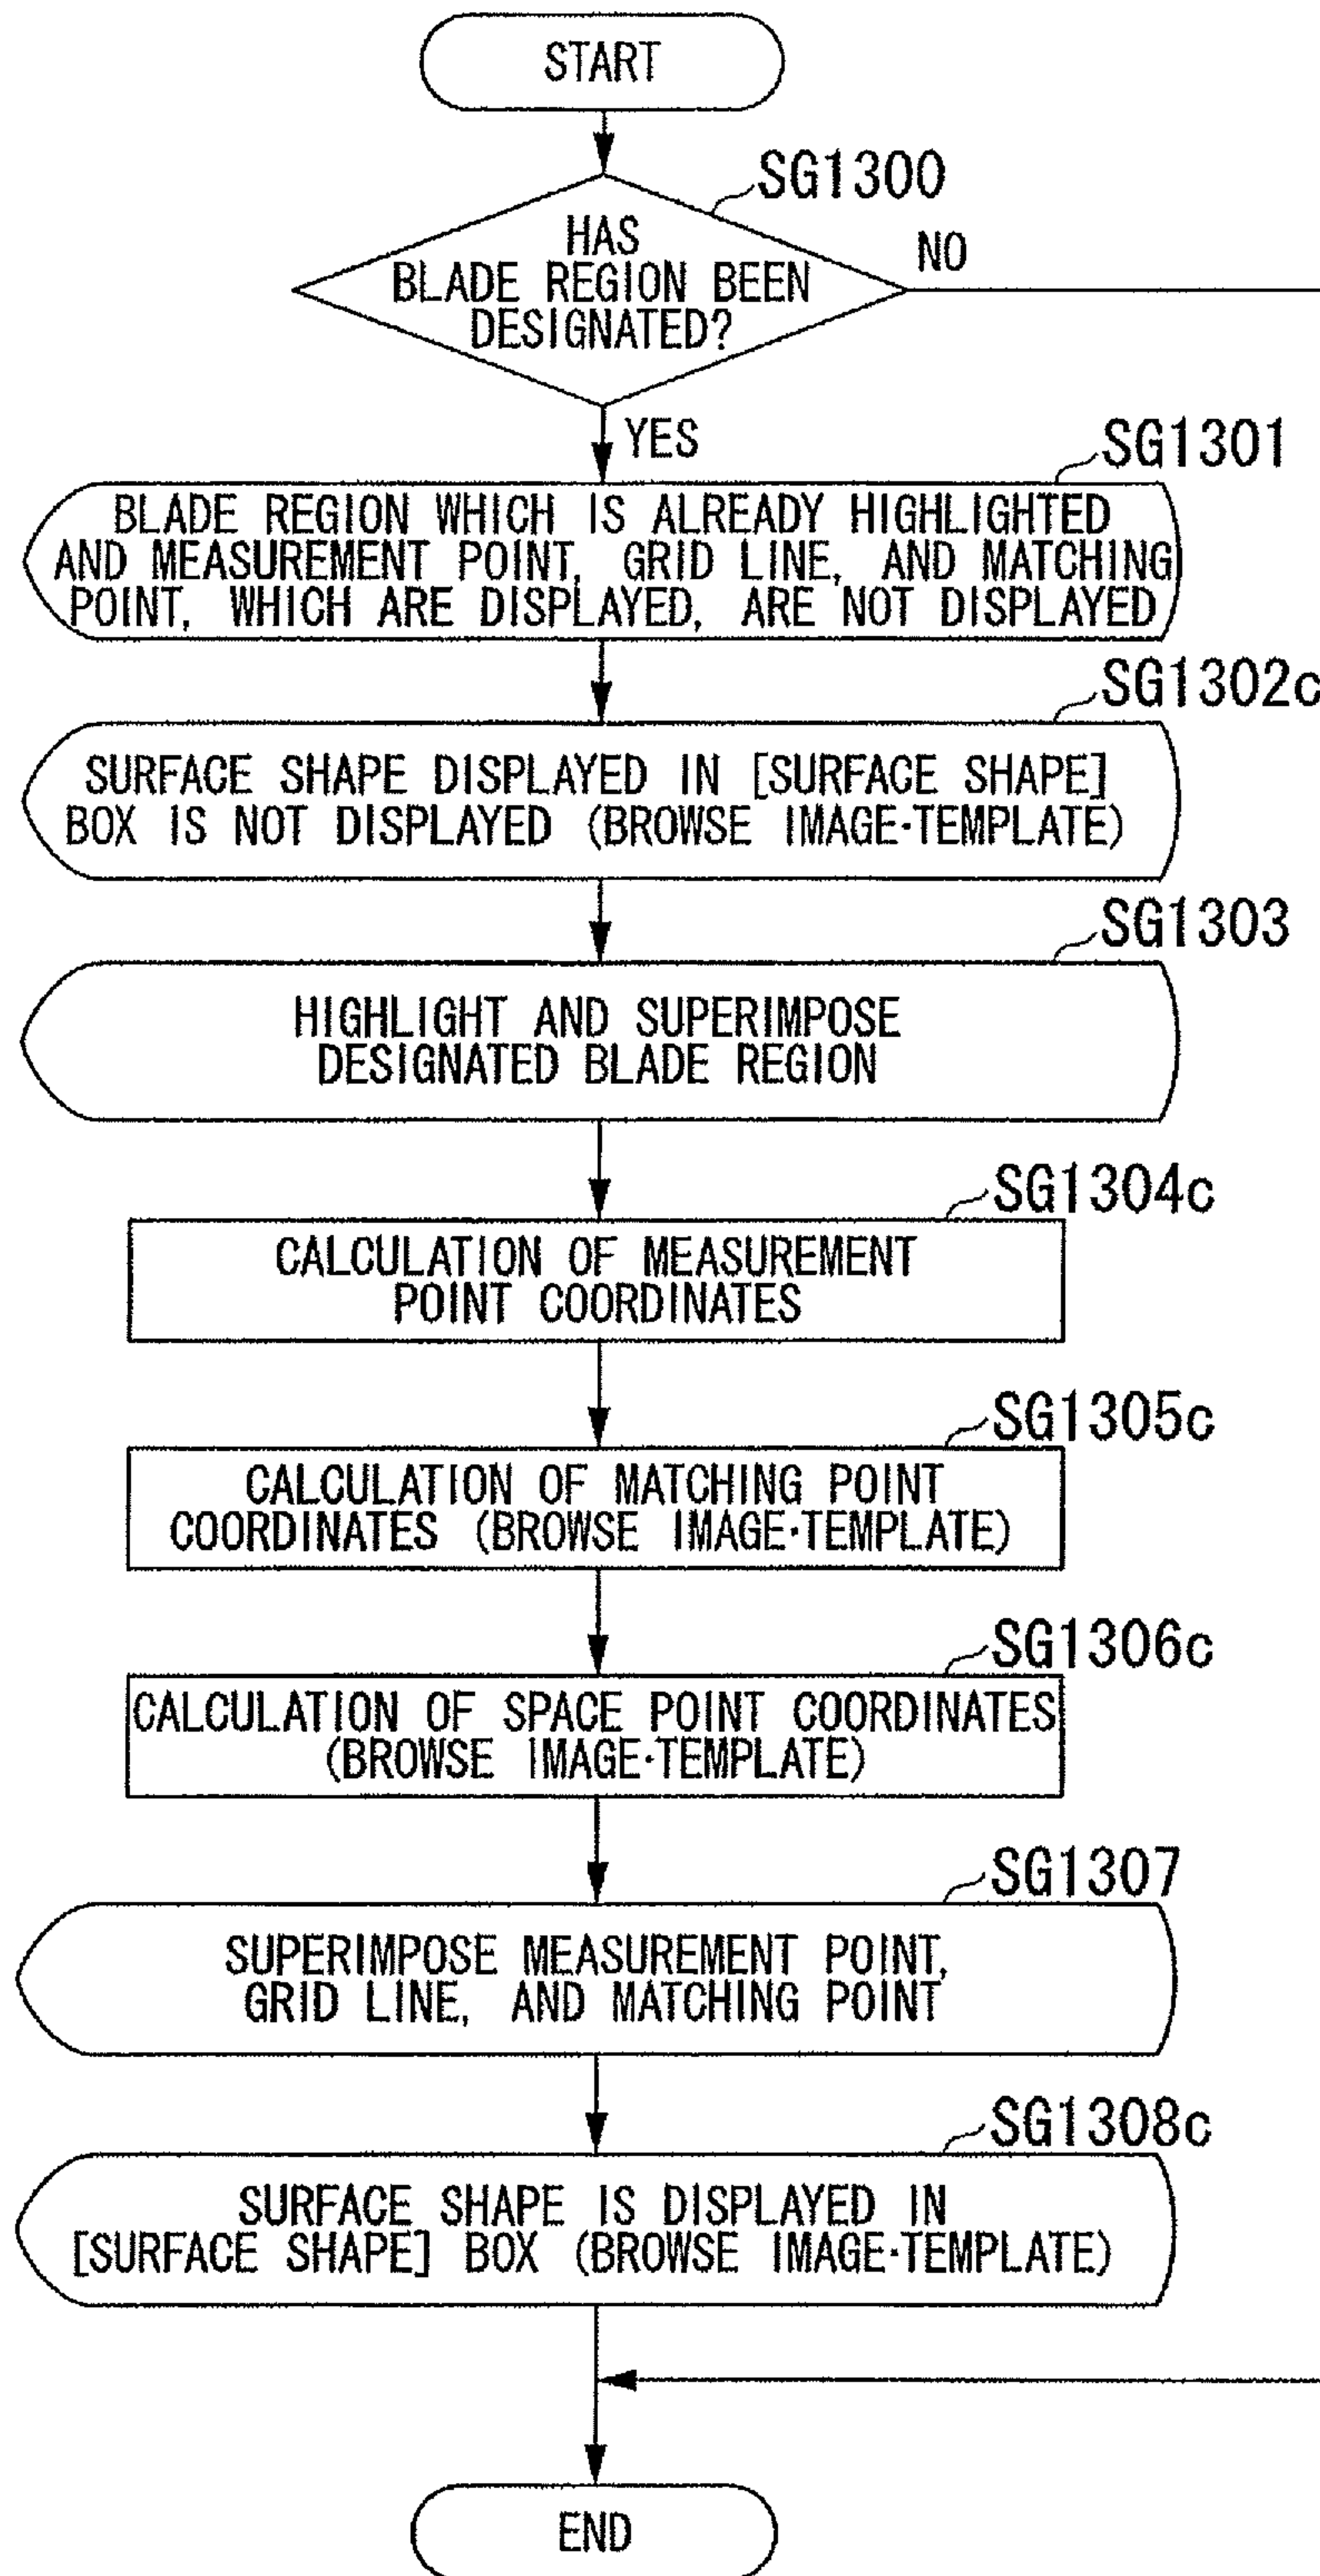 START
SG1300
HAS
BLADE REGION BEEN
DESIGNATED?
NO
YES
SG1301
BLADE REGION WHICH IS ALREADY HIGHLIGHTED
AND MEASUREMENT POINT, GRID LINE, AND MATCHING
POINT, WHICH ARE DISPLAYED, ARE NOT DISPLAYED
SG1302c
SURFACE SHAPE DISPLAYED IN [SURFACE SHAPE]
BOX IS NOT DISPLAYED (BROWSE IMAGE·TEMPLATE)
SG1303
HIGHLIGHT AND SUPERIMPOSE
DESIGNATED BLADE REGION
SG1304c
CALCULATION OF MEASUREMENT
POINT COORDINATES
SG1305c
CALCULATION OF MATCHING POINT
COORDINATES (BROWSE IMAGE·TEMPLATE)
SG1306c
CALCULATION OF SPACE POINT COORDINATES
(BROWSE IMAGE·TEMPLATE)
SG1307
SUPERIMPOSE MEASUREMENT POINT,
GRID LINE, AND MATCHING POINT
SG1308c
SURFACE SHAPE IS DISPLAYED IN
[SURFACE SHAPE] BOX (BROWSE IMAGE·TEMPLATE)
END